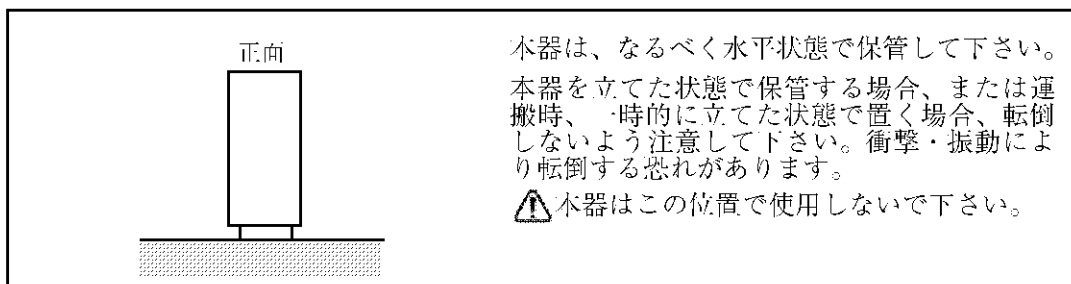 正面
本器は、なるべく水平状態で保管して下さい。
本器を立てた状態で保管する場合、または運
搬時、一時的に立てた状態で置く場合、転倒
しないよう注意して下さい。衝撃・振動によ
り転倒する恐れがあります。
本器はこの位置で使用しないで下さい。